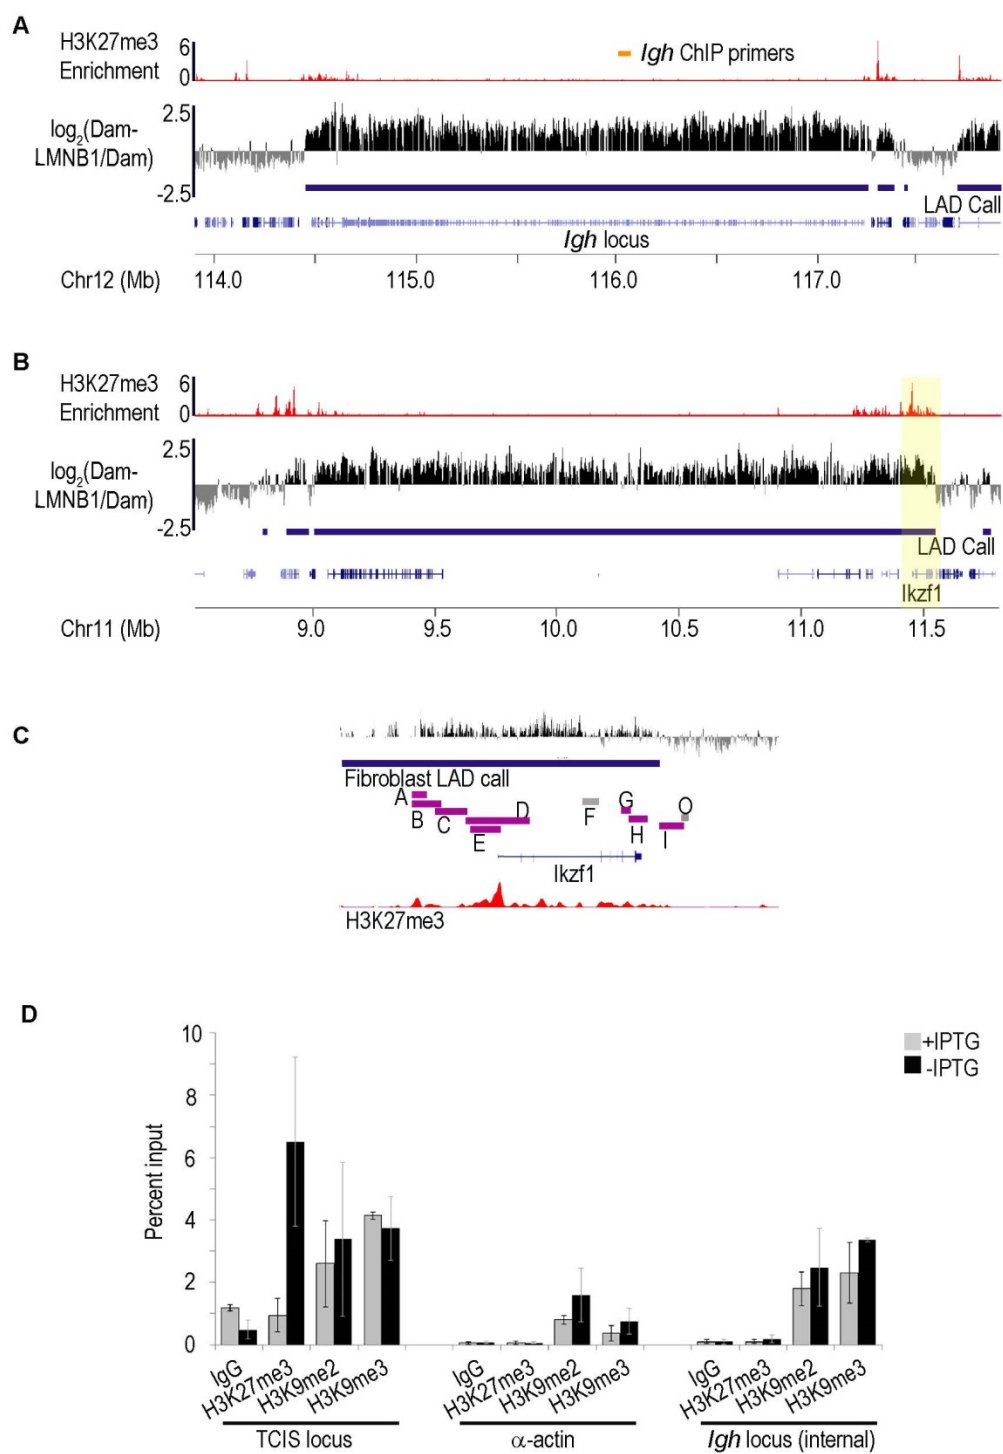 A
H3K27me3
Enrichment
6
0
Igh ChIP primers
log2(Dam-
LMNB1/Dam)
2.5
-2.5
LAD Call
Igh locus
Chr12 (Mb)
114.0 115.0 116.0 117.0
B
H3K27me3
Enrichment
6
0
log2(Dam-
LMNB1/Dam)
2.5
-2.5
LAD Call
Ikzf1
Chr11 (Mb)
9.0 9.5 10.0 10.5 11.0 11.5
C
Fibroblast LAD call
A B C D E F G H I O
Ikzf1
H3K27me3
D
Percent input
10
8
6
4
2
0
+IPTG
-IPTG
IgG H3K27me3 H3K9me2 H3K9me3
IgG H3K27me3 H3K9me2 H3K9me3
IgG H3K27me3 H3K9me2 H3K9me3
TCIS locus α-actin Igh locus (internal)